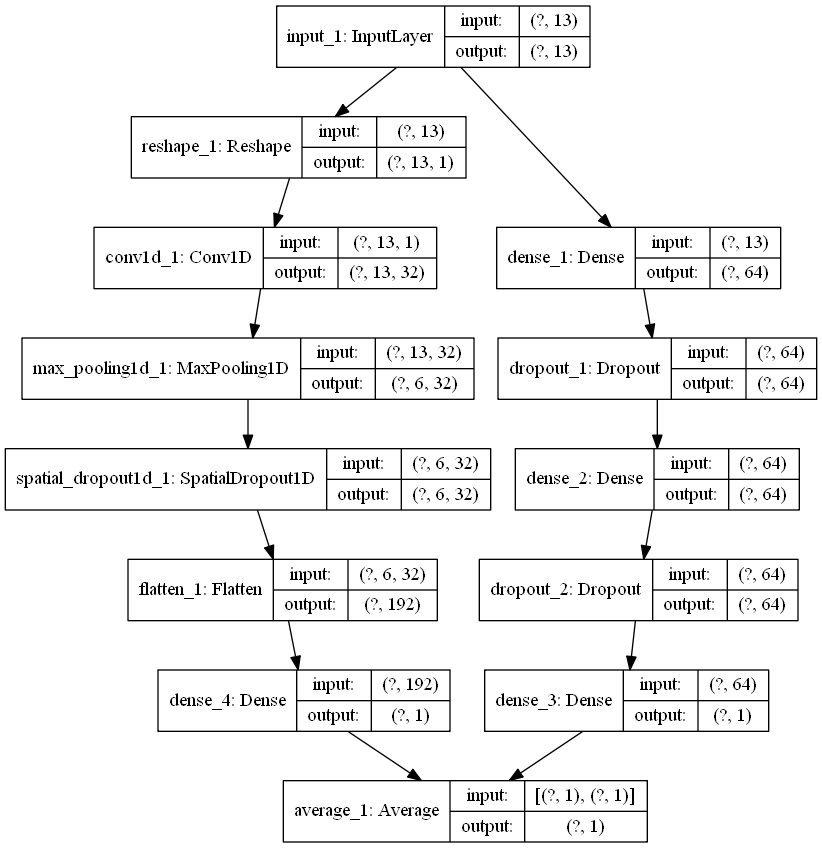 input_1: InputLayer
input: (?, 13)
output: (?, 13)
reshape_1: Reshape
input: (?, 13)
output: (?, 13, 1)
conv1d_1: Conv1D
input: (?, 13, 1)
output: (?, 13, 32)
dense_1: Dense
input: (?, 13)
output: (?, 64)
max_pooling1d_1: MaxPooling1D
input: (?, 13, 32)
output: (?, 6, 32)
dropout_1: Dropout
input: (?, 64)
output: (?, 64)
spatial_dropout1d_1: SpatialDropout1D
input: (?, 6, 32)
output: (?, 6, 32)
dense_2: Dense
input: (?, 64)
output: (?, 64)
flatten_1: Flatten
input: (?, 6, 32)
output: (?, 192)
dropout_2: Dropout
input: (?, 64)
output: (?, 64)
dense_4: Dense
input: (?, 192)
output: (?, 1)
dense_3: Dense
input: (?, 64)
output: (?, 1)
average_1: Average
input: [(?, 1), (?, 1)]
output: (?, 1)